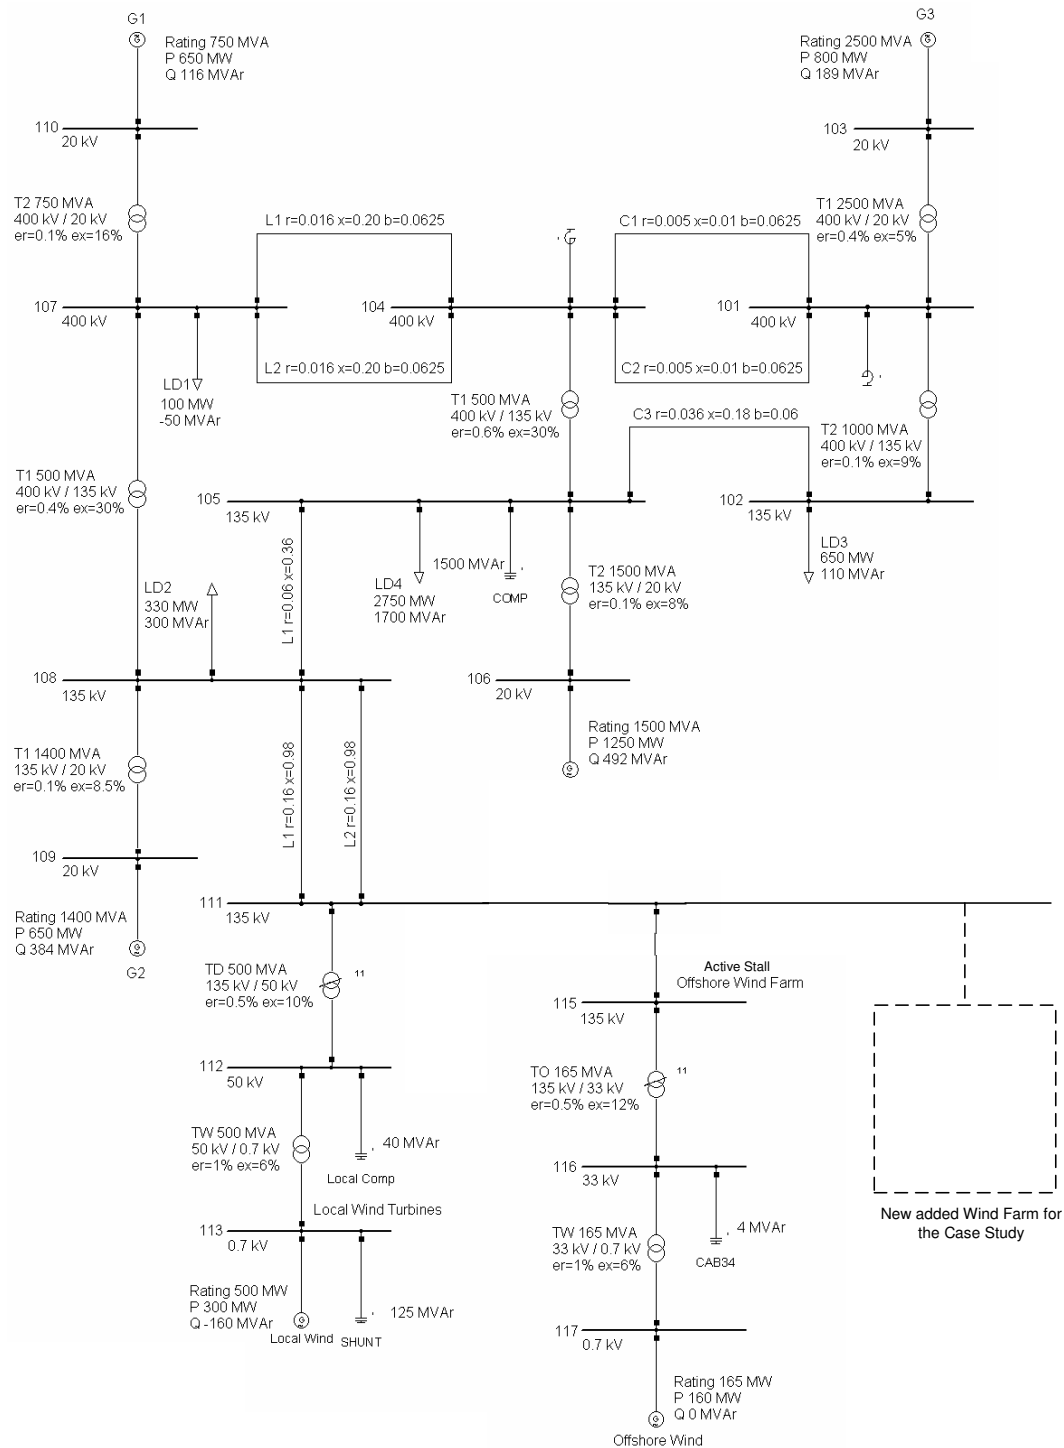 G1
Rating 750 MVA
P 650 MW
Q 116 MVAr
G3
Rating 2500 MVA
P 800 MW
Q 189 MVAr
110
20 kV
103
20 kV
T2 750 MVA
400 kV / 20 kV
er=0.1% ex=16%
L1 r=0.016 x=0.20 b=0.0625
C1 r=0.005 x=0.01 b=0.0625
T1 2500 MVA
400 kV / 20 kV
er=0.4% ex=5%
107
400 kV
104
400 kV
101
400 kV
L2 r=0.016 x=0.20 b=0.0625
C2 r=0.005 x=0.01 b=0.0625
LD1
100 MW
-50 MVAr
T1 500 MVA
400 kV / 135 kV
er=0.6% ex=30%
C3 r=0.036 x=0.18 b=0.06
T2 1000 MVA
400 kV / 135 kV
er=0.1% ex=9%
T1 500 MVA
400 kV / 135 kV
er=0.4% ex=30%
105
135 kV
102
135 kV
L1 r=0.06 x=0.36
LD2
330 MW
300 MVAr
LD4
2750 MW
1700 MVAr
1500 MVAr
COMP
T2 1500 MVA
135 kV / 20 kV
er=0.1% ex=8%
LD3
650 MW
110 MVAr
108
135 kV
106
20 kV
Rating 1500 MVA
P 1250 MW
Q 492 MVAr
T1 1400 MVA
135 kV / 20 kV
er=0.1% ex=8.5%
L1 r=0.16 x=0.98
L2 r=0.16 x=0.98
109
20 kV
Rating 1400 MVA
P 650 MW
Q 384 MVAr
G2
111
135 kV
TD 500 MVA
135 kV / 50 kV
er=0.5% ex=10%
11
Active Stall
Offshore Wind Farm
115
135 kV
112
50 kV
TO 165 MVA
135 kV / 33 kV
er=0.5% ex=12%
11
TW 500 MVA
50 kV / 0.7 kV
er=1% ex=6%
40 MVAr
Local Comp
116
33 kV
Local Wind Turbines
113
0.7 kV
TW 165 MVA
33 kV / 0.7 kV
er=1% ex=6%
4 MVAr
CAB34
New added Wind Farm for
the Case Study
Rating 500 MW
P 300 MW
Q -160 MVAr
Local Wind
125 MVAr
SHUNT
117
0.7 kV
Rating 165 MW
P 160 MW
Q 0 MVAr
Offshore Wind